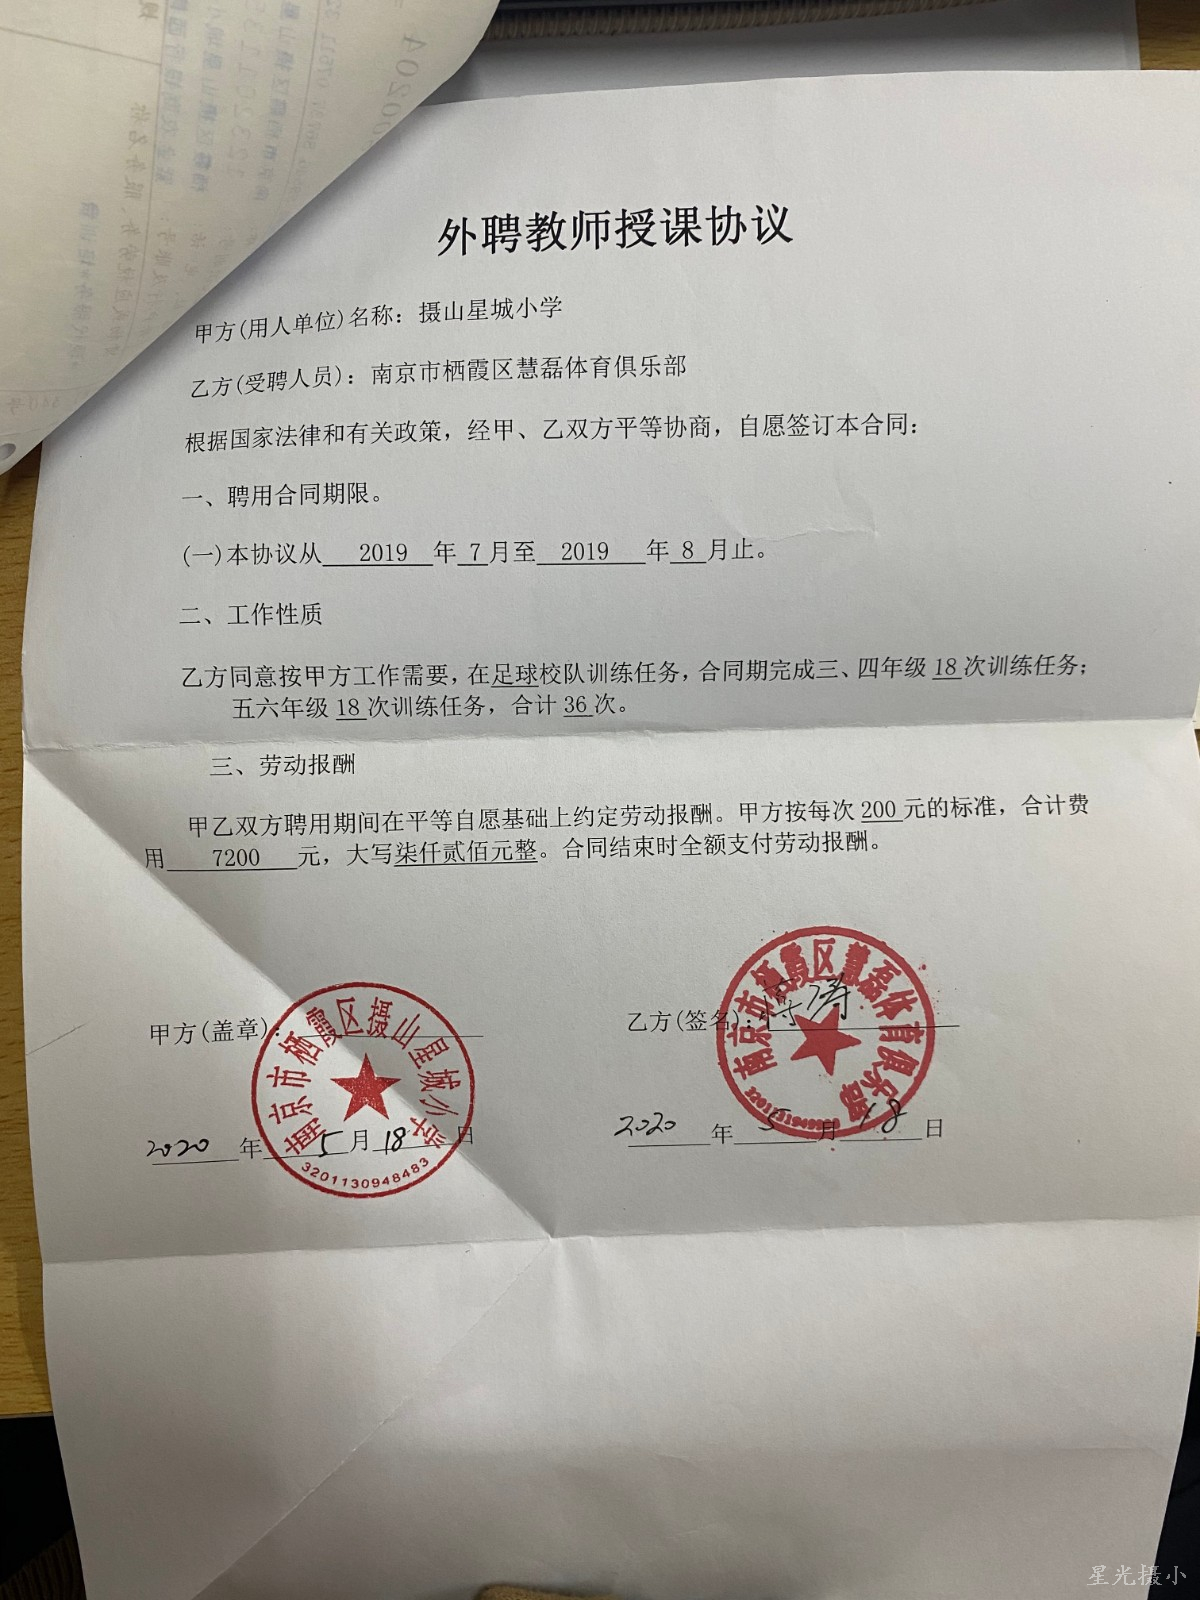 外聘教师授课协议
甲方(用人单位)名称：摄山星城小学
乙方(受聘人员)：南京市栖霞区慧磊体育俱乐部
根据国家法律和有关政策，经甲、乙双方平等协商，自愿签订本合同：
一、聘用合同期限。
(一)本协议从 2019 年 7 月至 2019 年 8 月止。
二、工作性质
乙方同意按甲方工作需要，在足球校队训练任务，合同期完成三、四年级 18 次训练任务；
五六年级 18 次训练任务，合计 36 次。
三、劳动报酬
甲乙双方聘用期间在平等自愿基础上约定劳动报酬。甲方按每次 200 元的标准，合计费
用 7200 元，大写柒仟贰佰元整。合同结束时全额支付劳动报酬。
甲方(盖章)：
南京市栖霞区摄山星城小学
3201130948483
2020 年 5 月 18 日
乙方(签名)：
南京市栖霞区慧磊体育俱乐部
2020 年 5 月 18 日
星光摄小